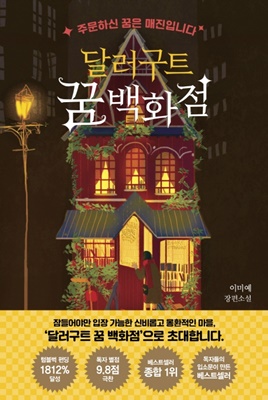 주문하신 꿈은 매진입니다
달러구트
꿈 백화점
이미예
장편소설
잠들어야만 입장 가능한 신비롭고 몽환적인 마을,
‘달러구트 꿈 백화점’으로 초대합니다.
텀블벅 펀딩
1812%
달성
독자 별점
9.8점
극찬
베스트셀러
종합 1위
독자들의
입소문이 만든
베스트셀러